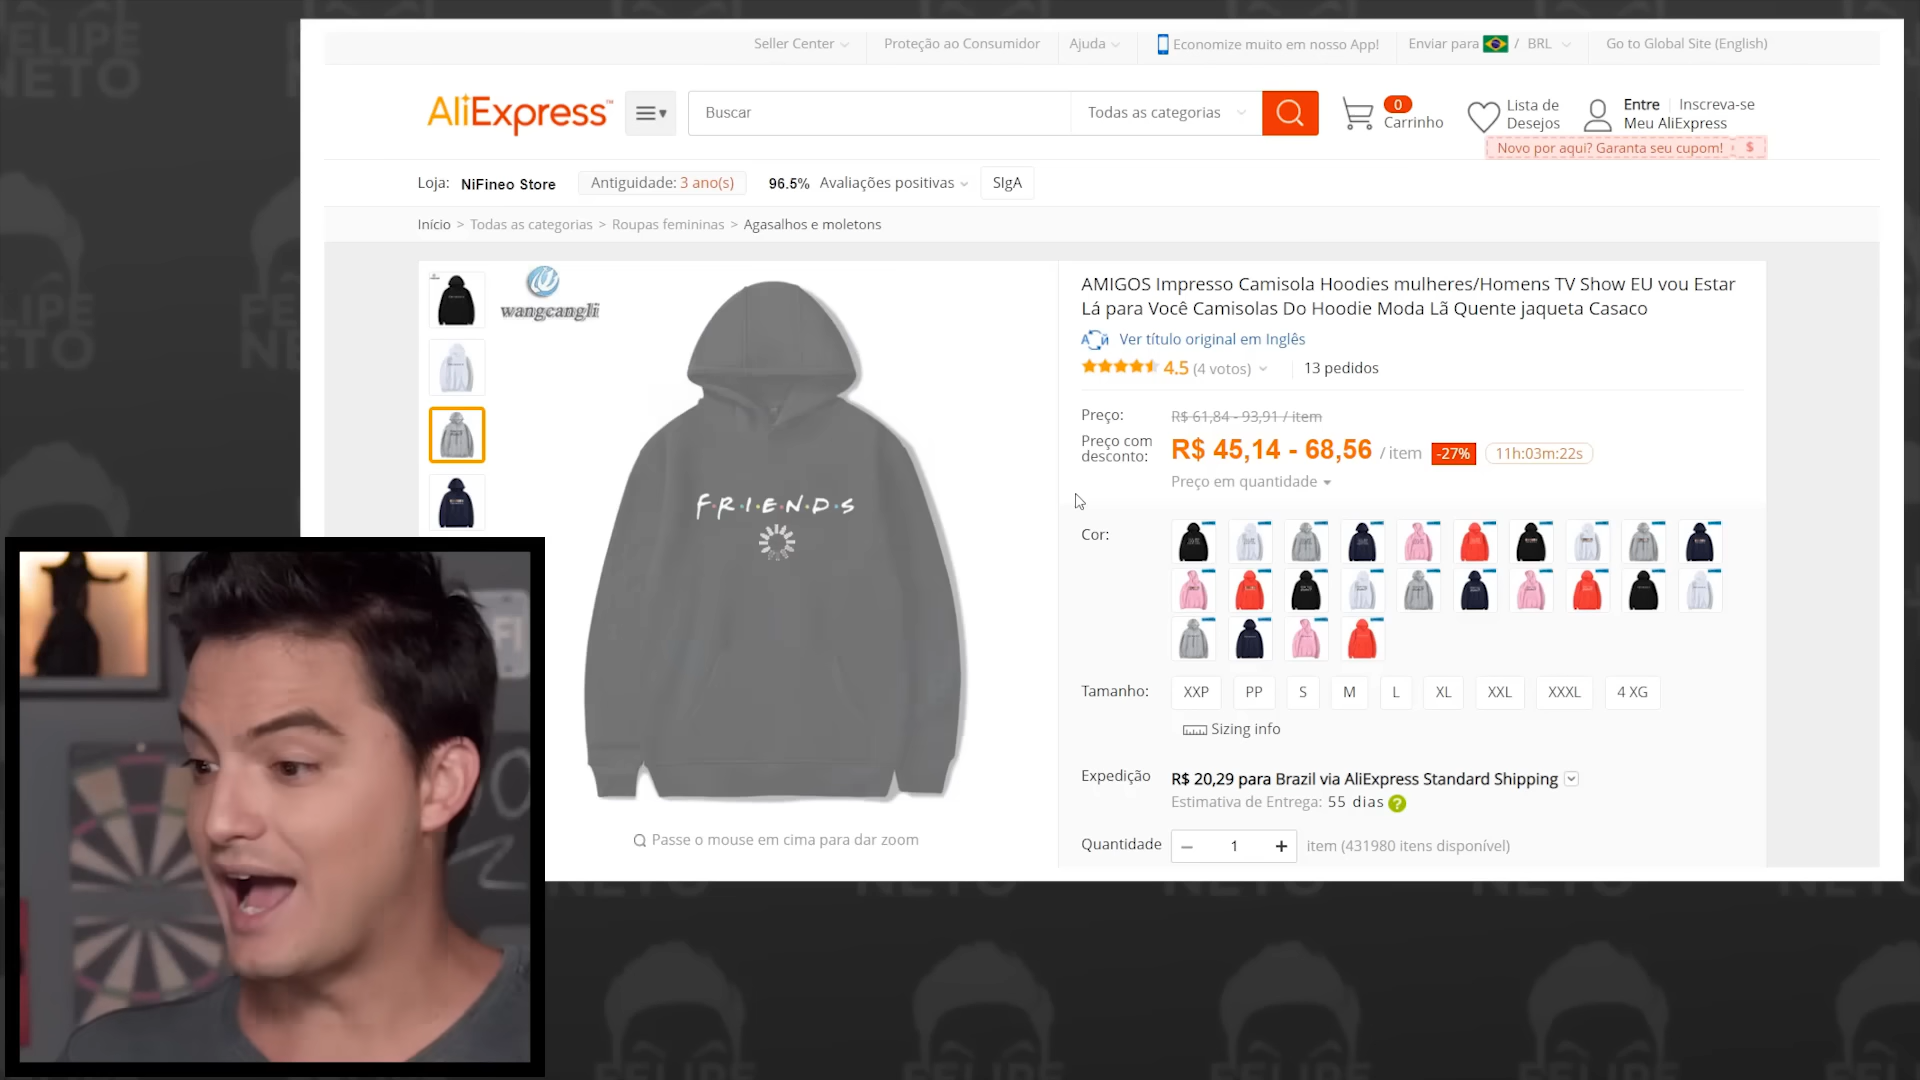 FELIPE
NETO
Seller Center
Proteção ao Consumidor
Ajuda
Economize muito em nosso App!
Enviar para / BRL
Go to Global Site (English)
AliExpress™
Buscar
Todas as categorias
0
Carrinho
Lista de
Desejos
Entre | Inscreva-se
Meu AliExpress
Novo por aqui? Garanta seu cupom! $
Loja: NiFineo Store
Antiguidade: 3 ano(s)
96.5% Avaliações positivas
SIgA
Início > Todas as categorias > Roupas femininas > Agasalhos e moletons
wangcangli
F·R·I·E·N·D·S
Passe o mouse em cima para dar zoom
AMIGOS Impresso Camisola Hoodies mulheres/Homens TV Show EU vou Estar
Lá para Você Camisolas Do Hoodie Moda Lã Quente jaqueta Casaco
Ver título original em Inglês
4.5 (4 votos)
13 pedidos
Preço: R$ 61,84 - 93,91 / item
Preço com
desconto: R$ 45,14 - 68,56 / item -27% 11h:03m:22s
Preço em quantidade
Cor:
Tamanho: XXP PP S M L XL XXL XXXL 4 XG
Sizing info
Expedição R$ 20,29 para Brazil via AliExpress Standard Shipping
Estimativa de Entrega: 55 dias ?
Quantidade − 1 + item (431980 itens disponível)